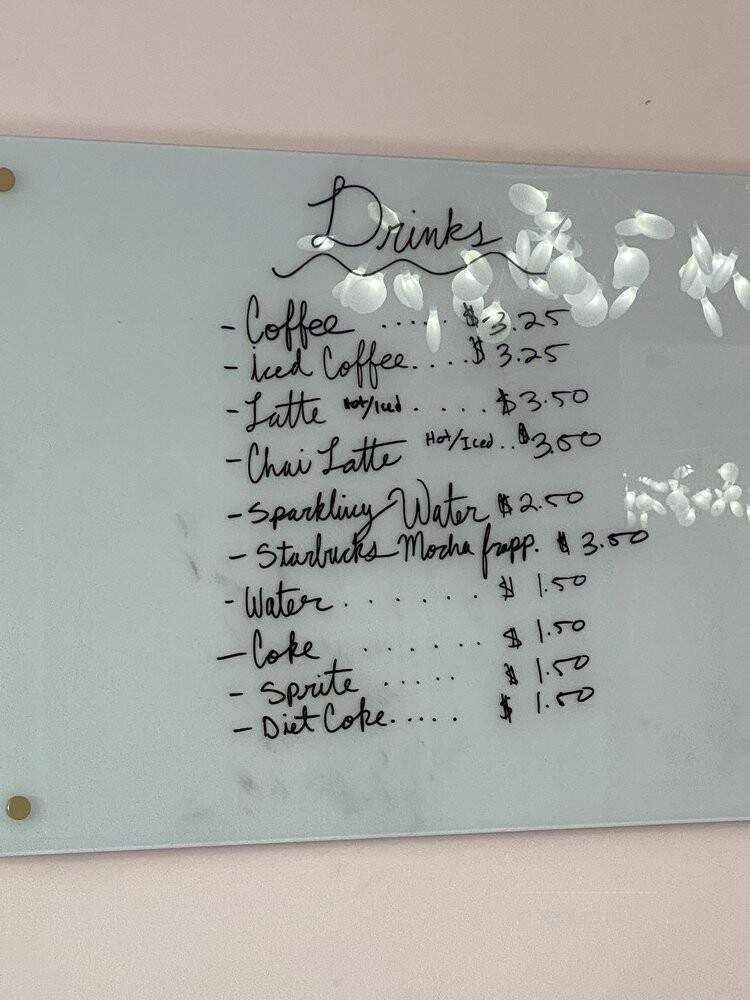 Drinks
- Coffee ..... $3.25
- Iced Coffee.... $3.25
- Latte Hot/Iced ..... $3.50
- Chai Latte Hot/Iced .. $3.50
- Sparkling Water $2.50
- Starbucks Mocha frapp. $3.50
- Water ....... $1.50
- Coke ...... $1.50
- Sprite ..... $1.50
- Diet Coke..... $1.50